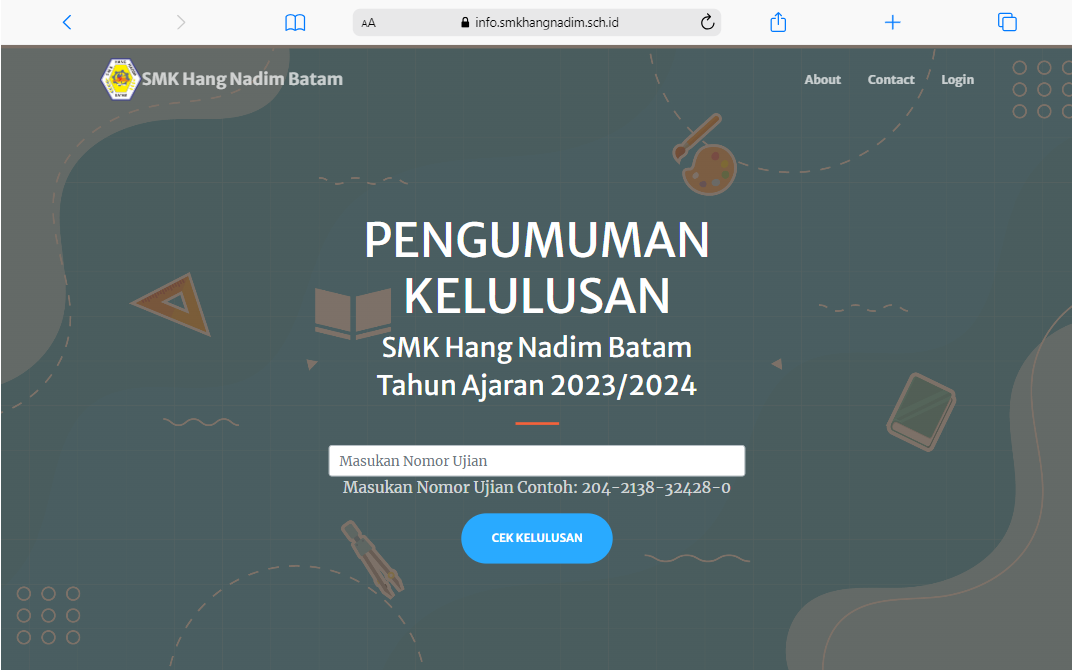 AA info.smkhangnadim.sch.id
SMK Hang Nadim Batam
About Contact Login
PENGUMUMAN
KELULUSAN
SMK Hang Nadim Batam
Tahun Ajaran 2023/2024
Masukan Nomor Ujian
Masukan Nomor Ujian Contoh: 204-2138-32428-0
CEK KELULUSAN